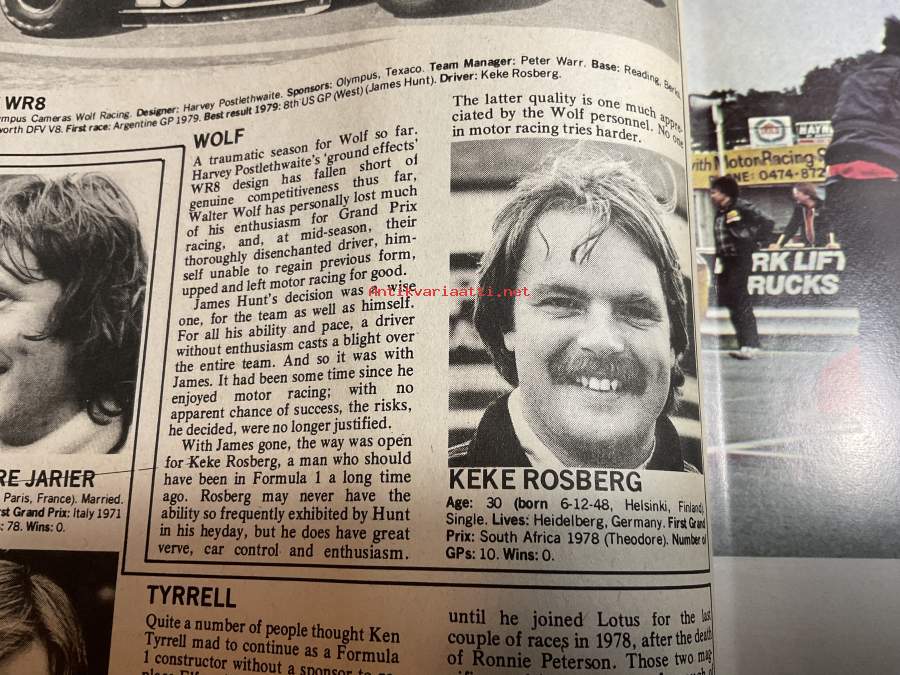 WR8
Olympus Cameras Wolf Racing. Designer: Harvey Postlethwaite. Sponsors: Olympus, Texaco. Team Manager: Peter Warr. Base: Reading, Berks.
worth DFV V8. First race: Argentine GP 1979. Best result 1979: 8th US GP (West) (James Hunt). Driver: Keke Rosberg.
WOLF
A traumatic season for Wolf so far.
Harvey Postlethwaite's 'ground effects'
WR8 design has fallen short of
genuine competitiveness thus far,
Walter Wolf has personally lost much
of his enthusiasm for Grand Prix
racing, and, at mid-season, their
thoroughly disenchanted driver, him-
self unable to regain previous form,
upped and left motor racing for good.
James Hunt's decision was a wise
one, for the team as well as himself.
For all his ability and pace, a driver
without enthusiasm casts a blight over
the entire team. And so it was with
James. It had been some time since he
enjoyed motor racing; with no
apparent chance of success, the risks,
he decided, were no longer justified.
With James gone, the way was open
for Keke Rosberg, a man who should
have been in Formula 1 a long time
ago. Rosberg may never have the
ability so frequently exhibited by Hunt
in his heyday, but he does have great
verve, car control and enthusiasm.
The latter quality is one much appre-
ciated by the Wolf personnel. No one
in motor racing tries harder.
KEKE ROSBERG
Age: 30 (born 6-12-48, Helsinki, Finland).
Single. Lives: Heidelberg, Germany. First Grand
Prix: South Africa 1978 (Theodore). Number of
GPs: 10. Wins: 0.
RE JARIER
Paris, France). Married.
st Grand Prix: Italy 1971
: 78. Wins: 0.
TYRRELL
Quite a number of people thought Ken
Tyrrell mad to continue as a Formula
1 constructor without a sponsor to re-
until he joined Lotus for the last
couple of races in 1978, after the death
of Ronnie Peterson. Those two mag-
Antikvariaatti.net
with Motor Racing
ONE: 0474-872
RK LIFT
RUCKS